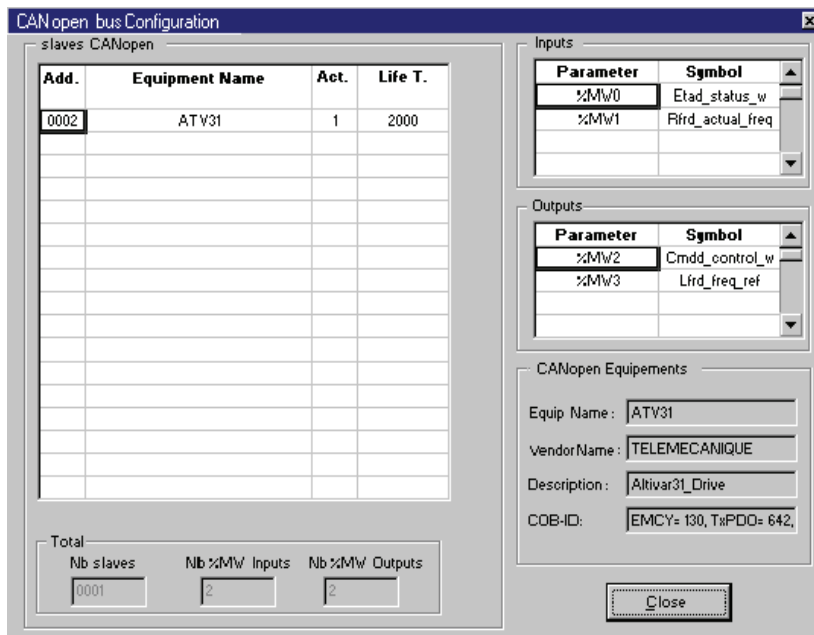 CANopen bus Configuration
slaves CANopen
Add. Equipment Name Act. Life T.
0002 ATV31 1 2000
Total
Nb slaves Nb %MW Inputs Nb %MW Outputs
0001 2 2
Inputs
Parameter Symbol
%MW0 Etad_status_w
%MW1 Rfrd_actual_freq
Outputs
Parameter Symbol
%MW2 Cmdd_control_w
%MW3 Lfrd_freq_ref
CANopen Equipements
Equip Name : ATV31
VendorName : TELEMECANIQUE
Description : Altivar31_Drive
COB-ID: EMCY= 130, TxPDO= 642,
Close